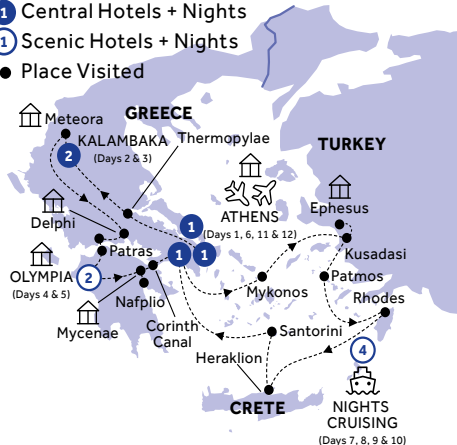 1 Central Hotels + Nights
1 Scenic Hotels + Nights
Place Visited
Meteora
GREECE
KALAMBAKA
2
(Days 2 & 3)
Thermopylae
TURKEY
Delphi
ATHENS
1
(Days 1, 6, 11 & 12)
1
1
Ephesus
Patras
Kusadasi
OLYMPIA
2
(Days 4 & 5)
Mykonos
Patmos
Nafplio
Rhodes
Mycenae
Corinth
Canal
Santorini
Heraklion
4
CRETE
NIGHTS
CRUISING
(Days 7, 8, 9 & 10)